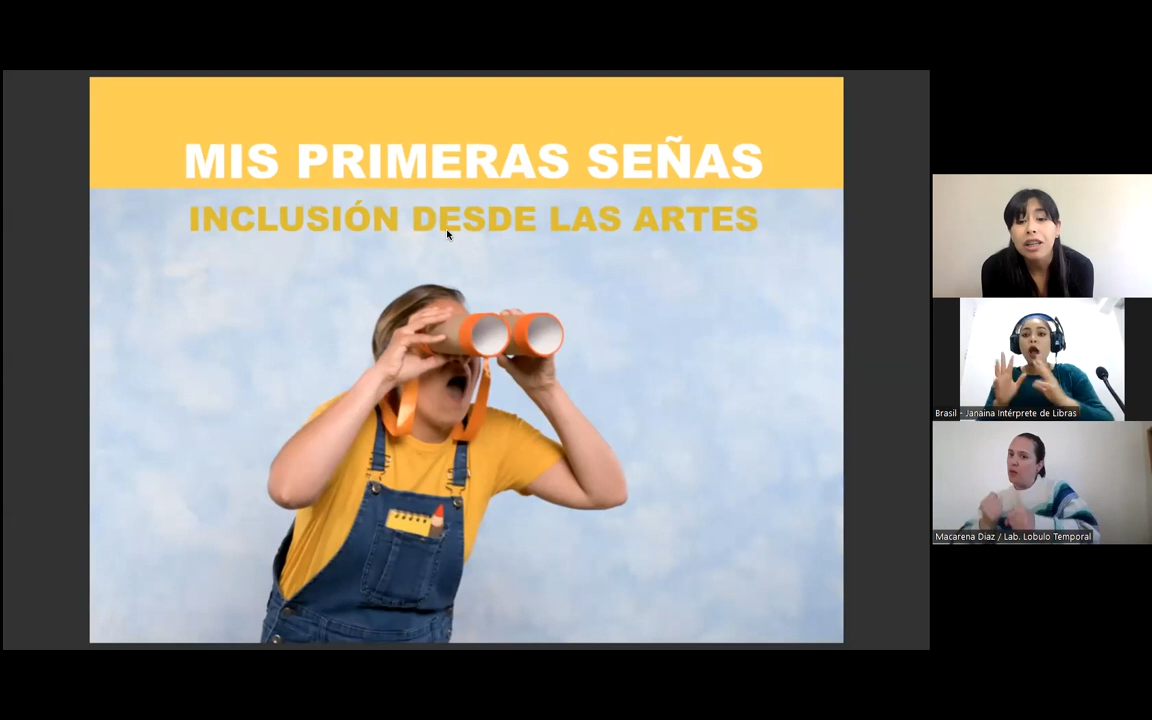 MIS PRIMERAS SEÑAS
INCLUSIÓN DESDE LAS ARTES
Brasil - Janaina Intérprete de Libras
Macarena Diaz / Lab. Lobulo Temporal